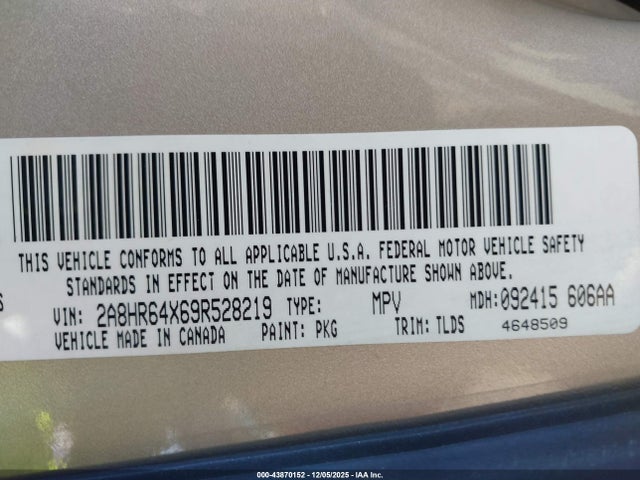 THIS VEHICLE CONFORMS TO ALL APPLICABLE U.S.A. FEDERAL MOTOR VEHICLE SAFETY
STANDARDS IN EFFECT ON THE DATE OF MANUFACTURE SHOWN ABOVE.
S
VIN: 2A8HR64X69R528219 TYPE: MPV MDH:092415 606AA
VEHICLE MADE IN CANADA PAINT: PKG TRIM: TLDS 4648509
000-43870152 | 12/05/2025 | IAA Inc.